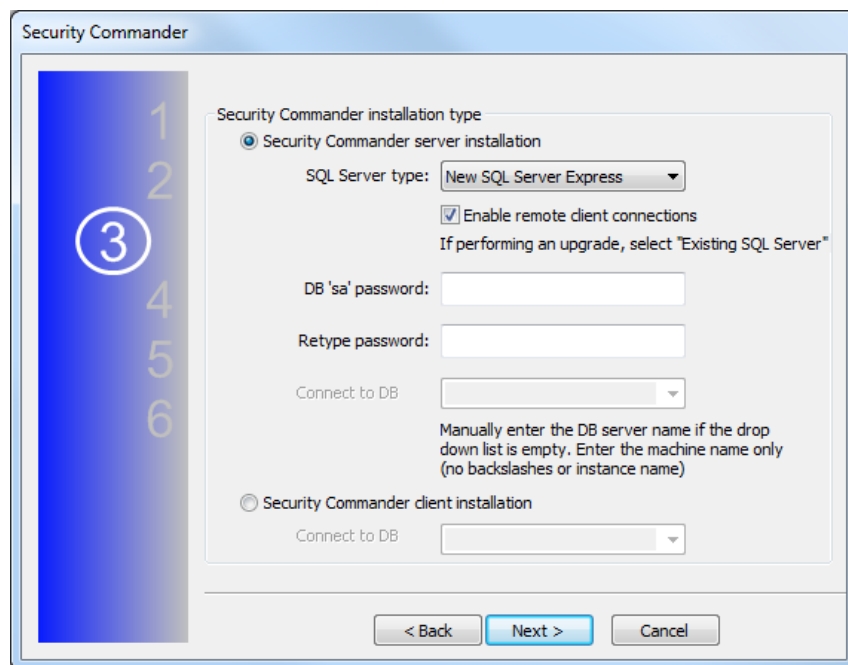 Security Commander
1
2
3
4
5
6
Security Commander installation type
Security Commander server installation
SQL Server type: New SQL Server Express
Enable remote client connections
If performing an upgrade, select "Existing SQL Server"
DB 'sa' password:
Retype password:
Connect to DB
Manually enter the DB server name if the drop
down list is empty. Enter the machine name only
(no backslashes or instance name)
Security Commander client installation
Connect to DB
< Back Next > Cancel